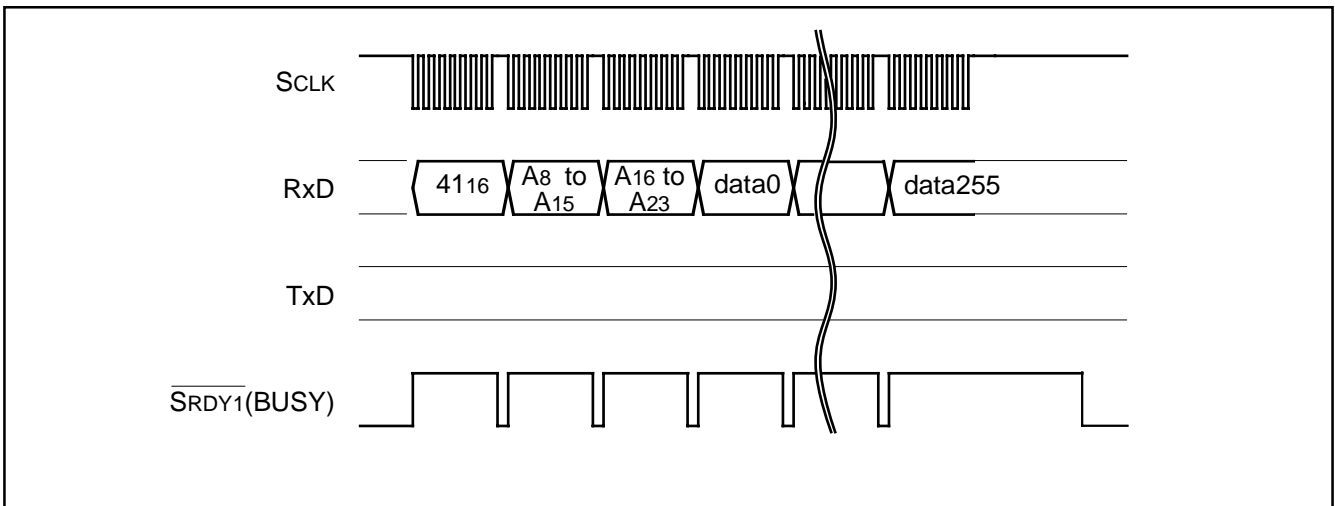 SCLK
RxD
4116
A8 to
A15
A16 to
A23
data0
data255
TxD
SRDY1(BUSY)